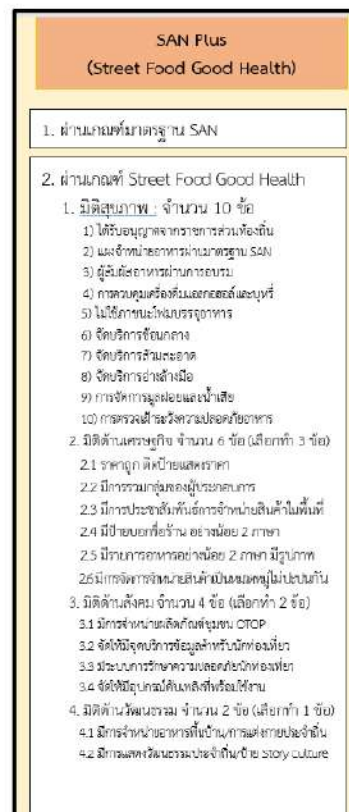 SAN Plus
(Street Food Good Health)
1. ผ่านเกณฑ์มาตรฐาน SAN
2. ผ่านเกณฑ์ Street Food Good Health
1. มิติสุขภาพ : จำนวน 10 ข้อ
1) ได้รับอนุญาตจากราชการส่วนท้องถิ่น
2) แผงจำหน่ายอาหารผ่านมาตรฐาน SAN
3) ผู้สัมผัสอาหารผ่านการอบรม
4) การควบคุมเครื่องดื่มแอลกอฮอล์และบุหรี่
5) ไม่ใช้ภาชนะโฟมบรรจุอาหาร
6) จัดบริการช้อนกลาง
7) จัดบริการส้วมสะอาด
8) จัดบริการอ่างล้างมือ
9) การจัดการมูลฝอยและน้ำเสีย
10) การตรวจเฝ้าระวังความปลอดภัยอาหาร
2. มิติด้านเศรษฐกิจ จำนวน 6 ข้อ (เลือกทำ 3 ข้อ)
2.1 ราคาถูก ติดป้ายแสดงราคา
2.2 มีการรวมกลุ่มของผู้ประกอบการ
2.3 มีการประชาสัมพันธ์การจำหน่ายสินค้าในพื้นที่
2.4 มีป้ายบอกชื่อร้าน อย่างน้อย 2 ภาษา
2.5 มีรายการอาหารอย่างน้อย 2 ภาษา มีรูปภาพ
2.6 มีการจัดการจำหน่ายสินค้าเป็นหมวดหมู่ไม่ปะปนกัน
3. มิติด้านสังคม จำนวน 4 ข้อ (เลือกทำ 2 ข้อ)
3.1 มีการจำหน่ายผลิตภัณฑ์ชุมชน OTOP
3.2 จัดให้มีจุดบริการข้อมูลสำหรับนักท่องเที่ยว
3.3 มีระบบการรักษาความปลอดภัยนักท่องเที่ยว
3.4 จัดให้มีอุปกรณ์ดับเพลิงที่พร้อมใช้งาน
4. มิติด้านวัฒนธรรม จำนวน 2 ข้อ (เลือกทำ 1 ข้อ)
4.1 มีการจำหน่ายอาหารพื้นบ้าน/การแต่งกายประจำถิ่น
4.2 มีการแสดงวัฒนธรรมประจำถิ่น/ป้าย Story Culture